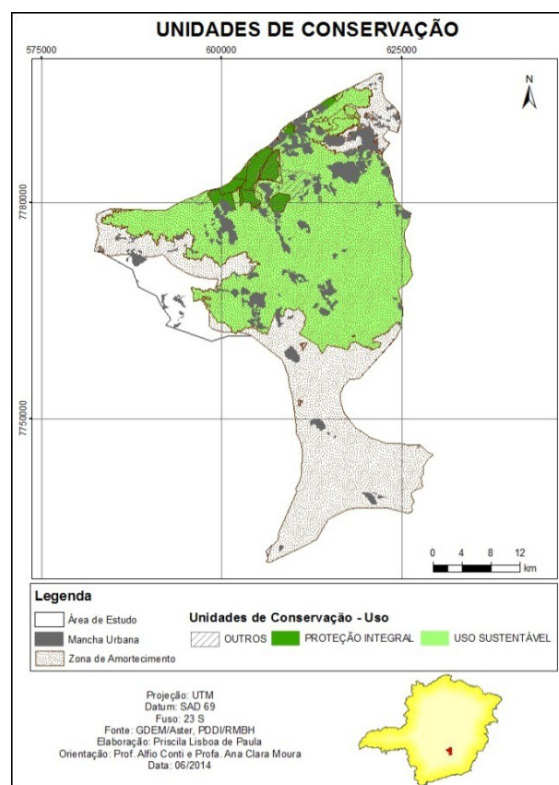 UNIDADES DE CONSERVAÇÃO
575000 600000 625000
N
7780000
7750000
0 4 8 12
km
Legenda
Área de Estudo
Mancha Urbana
Zona de Amortecimento
Unidades de Conservação - Uso
OUTROS PROTEÇÃO INTEGRAL USO SUSTENTÁVEL
Projeção: UTM
Datum: SAD 69
Fuso: 23 S
Fonte: GDEM/Aster, PDDI/RMBH
Elaboração: Priscila Lisboa de Paula
Orientação: Prof. Alfio Conti e Profa. Ana Clara Moura
Data: 06/2014